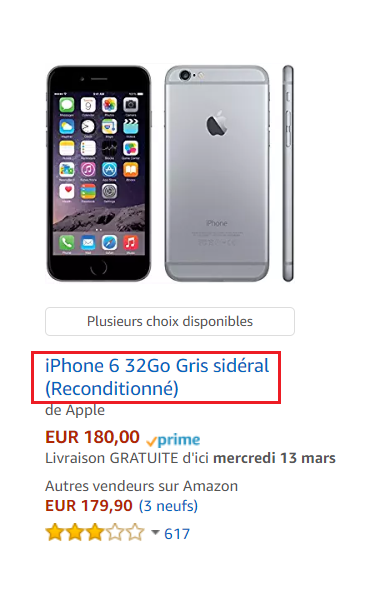 iPhone
Plusieurs choix disponibles
iPhone 6 32Go Gris sidéral
(Reconditionné)
de Apple
EUR 180,00 prime
Livraison GRATUITE d'ici mercredi 13 mars
Autres vendeurs sur Amazon
EUR 179,90 (3 neufs)
617